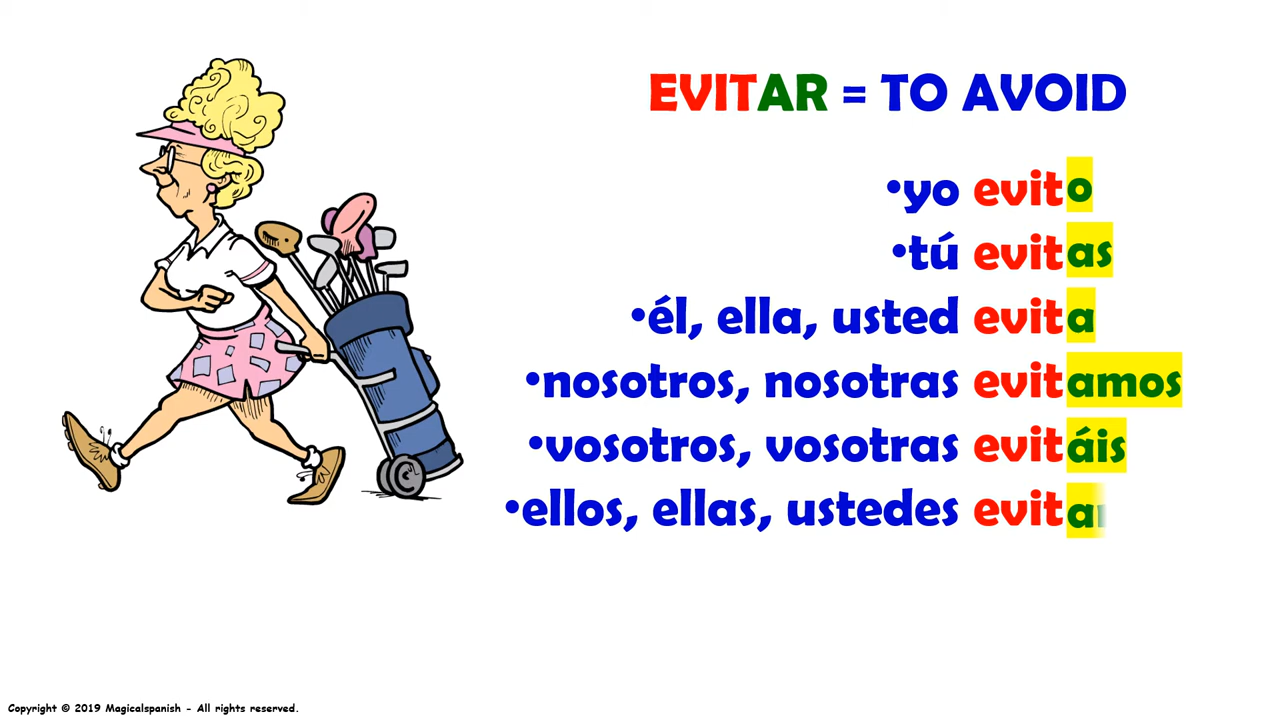 EVITAR = TO AVOID
•yo evito
•tú evitas
•él, ella, usted evita
•nosotros, nosotras evitamos
•vosotros, vosotras evitáis
•ellos, ellas, ustedes
Copyright © 2019 Magicalspanish - All rights reserved.